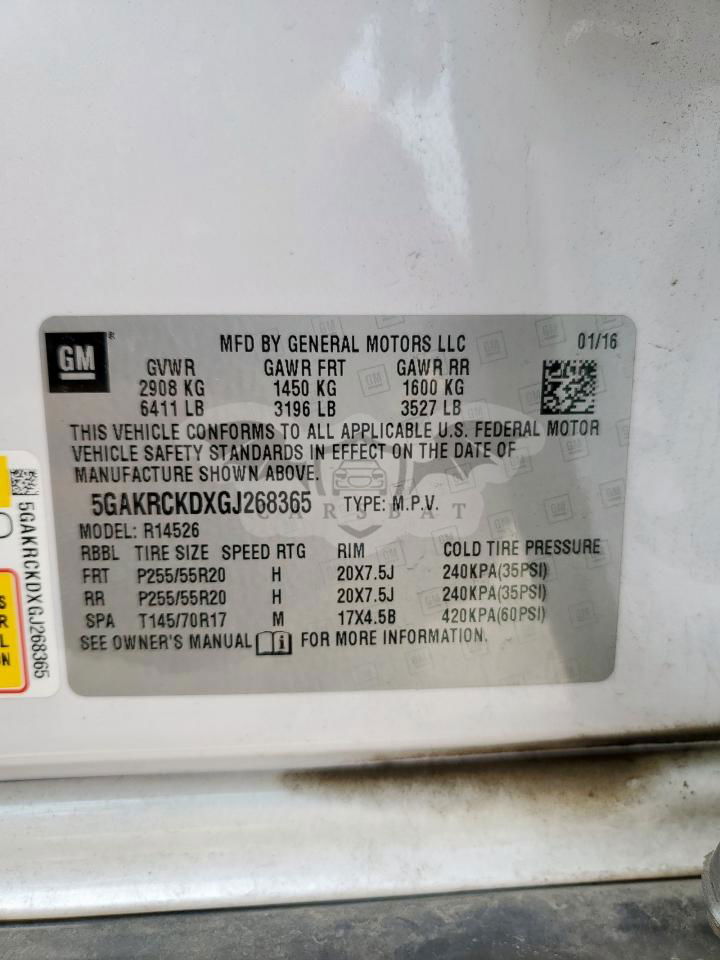 GM
MFD BY GENERAL MOTORS LLC 01/16
GVWR GAWR FRT GAWR RR
2908 KG 1450 KG 1600 KG
6411 LB 3196 LB 3527 LB
THIS VEHICLE CONFORMS TO ALL APPLICABLE U.S. FEDERAL MOTOR
VEHICLE SAFETY STANDARDS IN EFFECT ON THE DATE OF
MANUFACTURE SHOWN ABOVE.
5GAKRCKDXGJ268365 TYPE: M.P.V.
CARSBAT
MODEL: R14526
RBBL TIRE SIZE SPEED RTG RIM COLD TIRE PRESSURE
FRT P255/55R20 H 20X7.5J 240KPA(35PSI)
RR P255/55R20 H 20X7.5J 240KPA(35PSI)
SPA T145/70R17 M 17X4.5B 420KPA(60PSI)
SEE OWNER'S MANUAL i FOR MORE INFORMATION.
5GAKRCKDXGJ268365